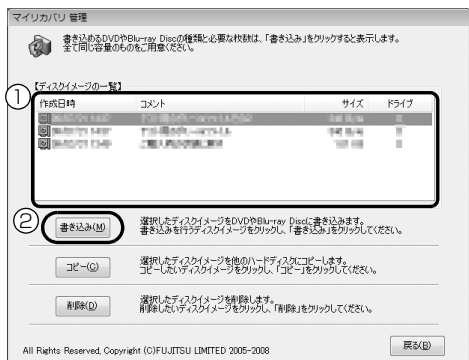 マイリカバリ 管理
書き込めるDVDやBlu-ray Discの種類と必要な枚数は、「書き込み」をクリックすると表示します。
全て同じ容量のものをご用意ください。
【ディスクイメージの一覧】
①
作成日時 コメント サイズ ドライブ
②
書き込み(M)
選択したディスクイメージをDVDやBlu-ray Discに書き込みます。
書き込みを行うディスクイメージをクリックし、「書き込み」をクリックしてください。
コピー(C)
選択したディスクイメージを他のハードディスクにコピーします。
コピーしたいディスクイメージをクリックし、「コピー」をクリックしてください。
削除(D)
選択したディスクイメージを削除します。
削除したいディスクイメージをクリックし、「削除」をクリックしてください。
All Rights Reserved, Copyright (C)FUJITSU LIMITED 2005-2008
戻る(B)